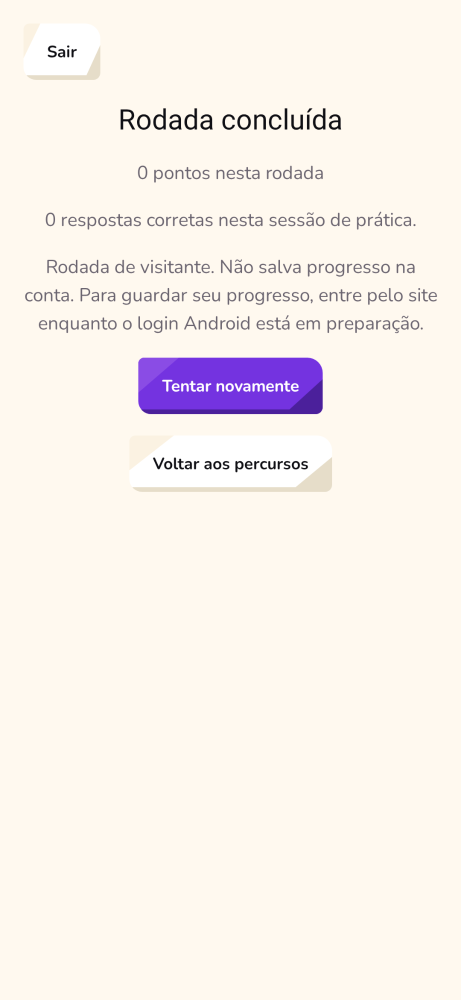 Sair
Rodada concluída
0 pontos nesta rodada
0 respostas corretas nesta sessão de prática.
Rodada de visitante. Não salva progresso na
conta. Para guardar seu progresso, entre pelo site
enquanto o login Android está em preparação.
Tentar novamente
Voltar aos percursos